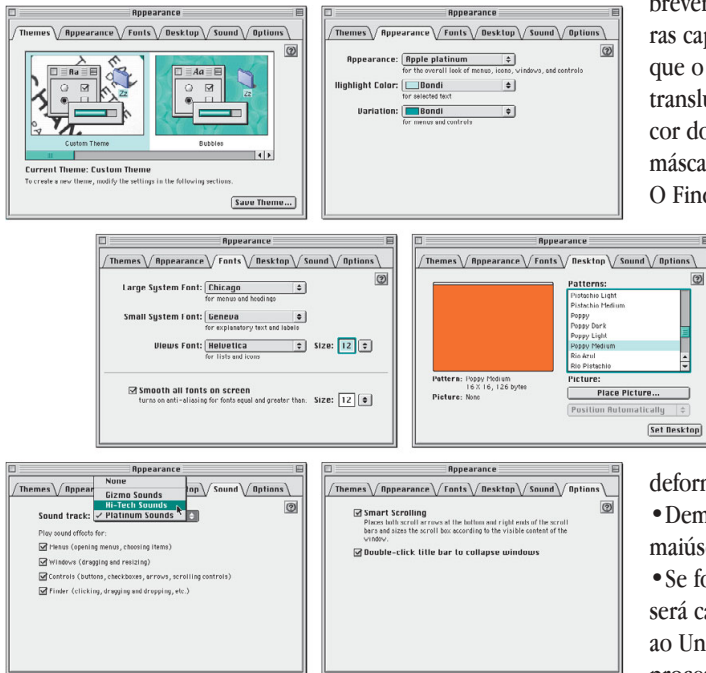 Appearance
Themes Appearance Fonts Desktop Sound Options
Custom Theme
Bubbles
Current Theme: Custom Theme
To create a new theme, modify the settings in the following sections.
Save Theme...
Appearance
Themes Appearance Fonts Desktop Sound Options
Appearance: Apple platinum
for the overall look of menus, icons, windows, and controls
Highlight Color: Bondi
for selected text
Variation: Bondi
for menus and controls
ras
que o
cor do
O Fin
Appearance
Themes Appearance Fonts Desktop Sound Options
Large System Font: Chicago
for menus and headings
Small System Font: Geneva
for explanatory text and labels
Views Font: Helvetica Size: 12
for lists and icons
Smooth all fonts on screen
turns on anti-aliasing for fonts equal and greater than. Size: 12
Appearance
Themes Appearance Fonts Desktop Sound Options
Patterns:
Pistachio Light
Pistachio Medium
Poppy
Poppy Dark
Poppy Light
Poppy Medium
Rio Azul
Rio Pistachio
Pattern: Poppy Medium
16 X 16, 126 bytes
Picture: None
Picture:
Place Picture...
Position Automatically
Set Desktop
Appearance
Themes Sound Options
None
Gizmo Sounds
Hi-Tech Sounds
Sound track: ✓ Platinum Sounds
Play sound effects for:
Menus (opening menus, choosing items)
Windows (dragging and resizing)
Controls (buttons, checkboxes, arrows, scrolling controls)
Finder (clicking, dragging and dropping, etc.)
Appearance
Themes Appearance Fonts Desktop Sound Options
Smart Scrolling
Places both scroll arrows at the bottom and right ends of the scroll
bars and sizes the scroll box according to the visible content of the
window.
Double-click title bar to collapse windows
defor
•Dem
maiús
•Se fo
será ca
ao Un